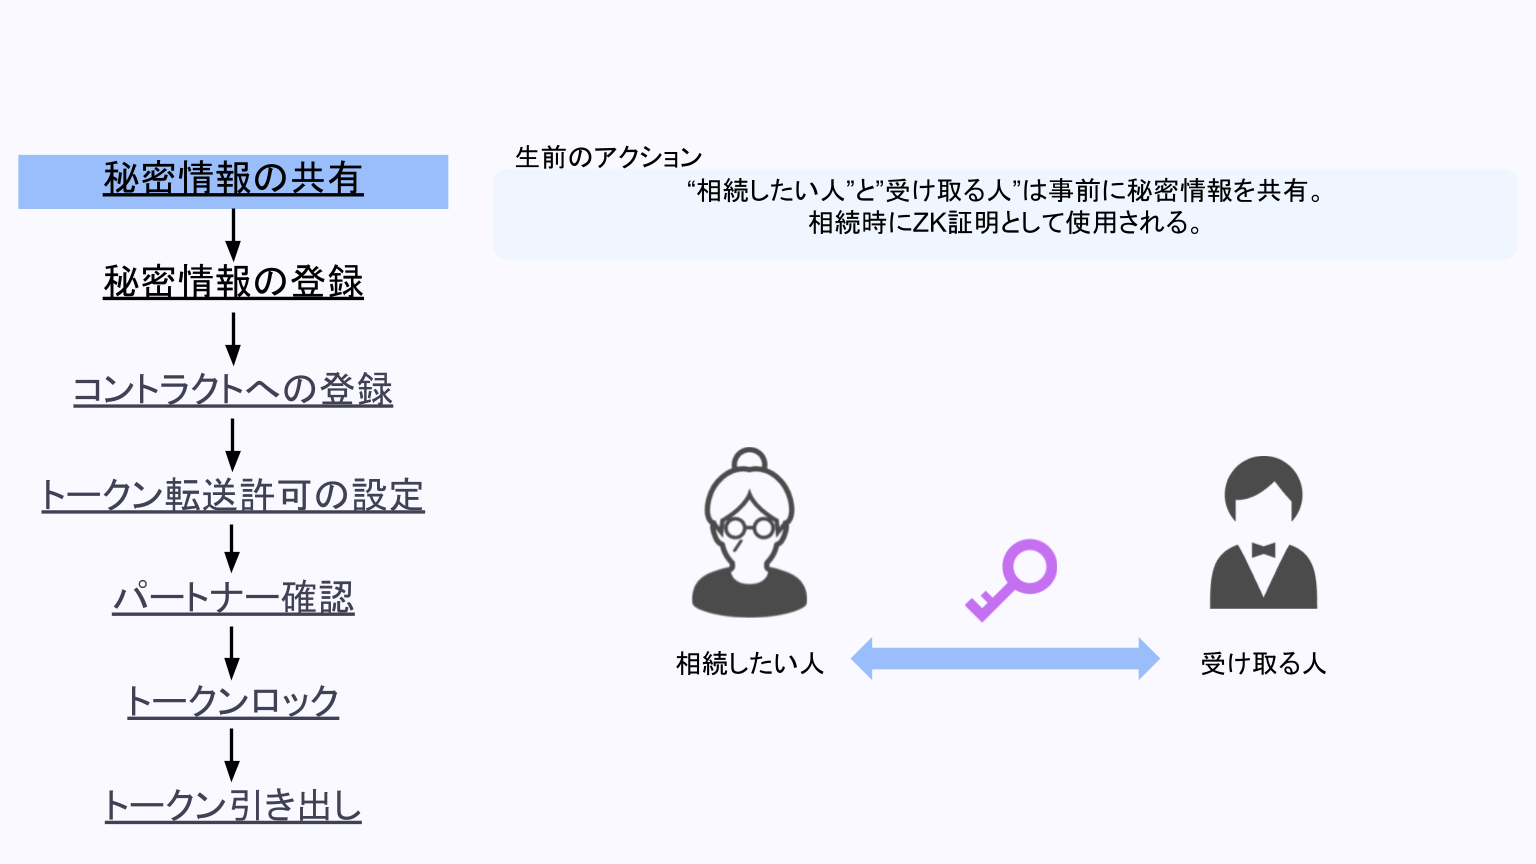 秘密情報の共有
秘密情報の登録
コントラクトへの登録
トークン転送許可の設定
パートナー確認
トークンロック
トークン引き出し
生前のアクション
“相続したい人”と”受け取る人”は事前に秘密情報を共有。
相続時にZK証明として使用される。
相続したい人
受け取る人